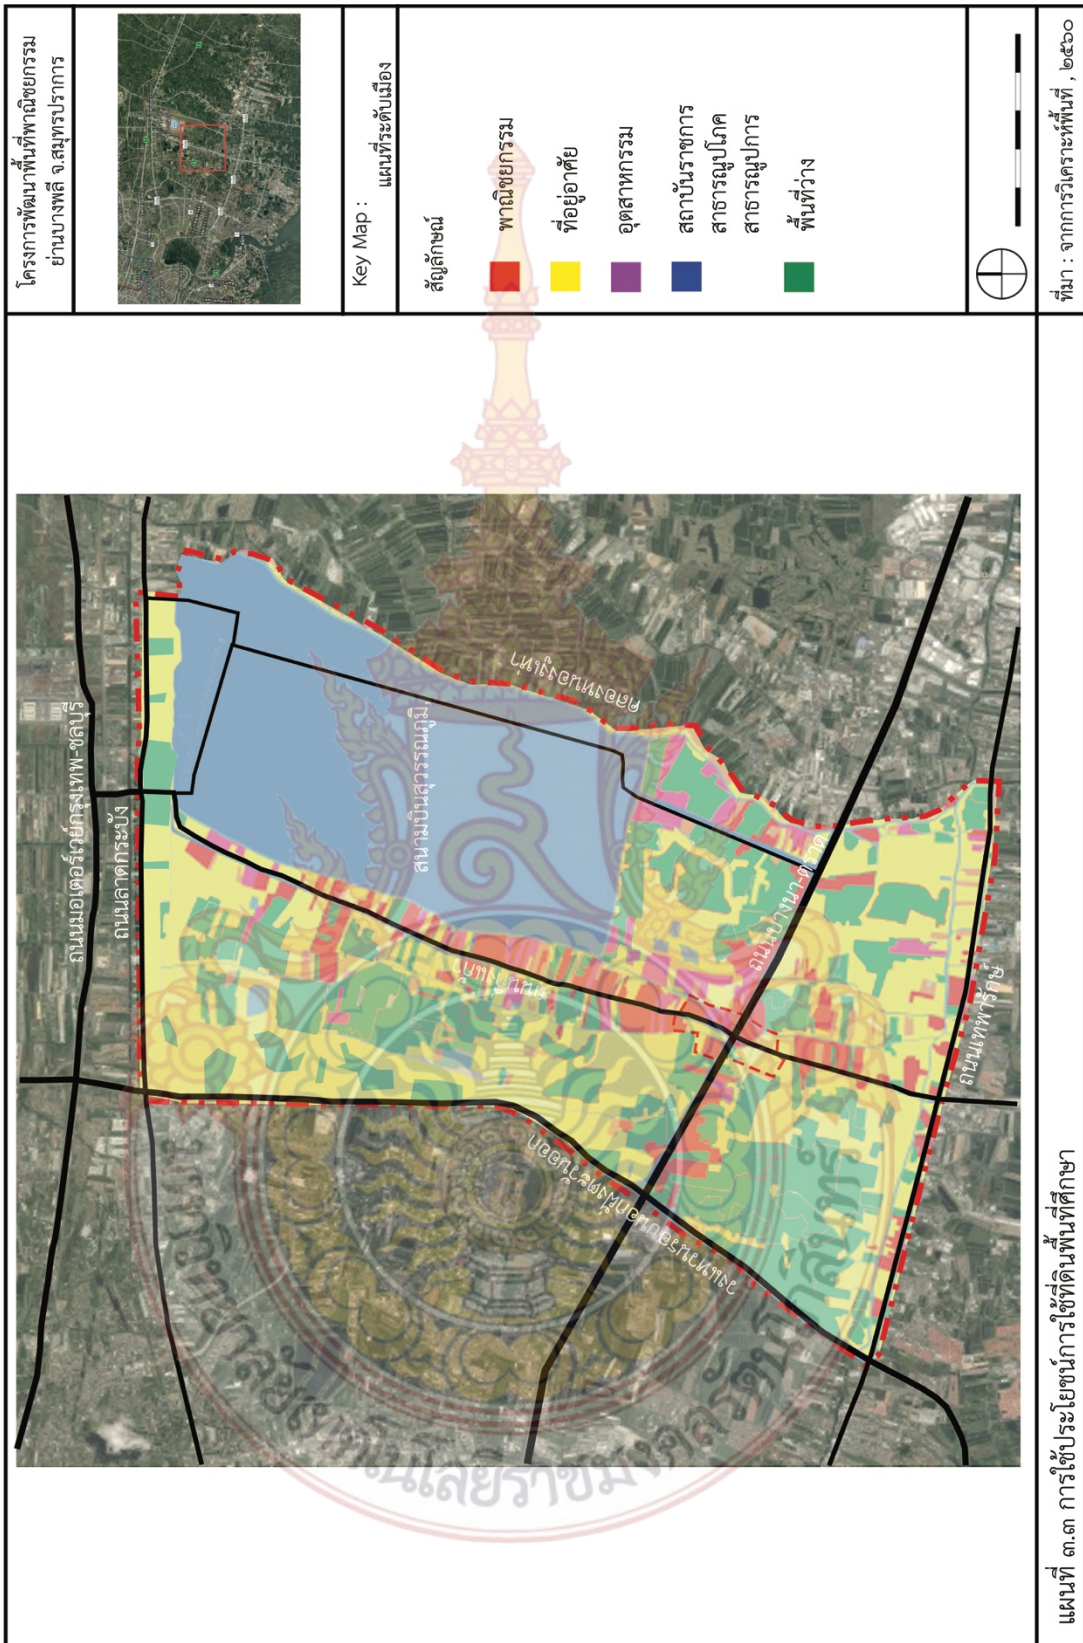 โครงการพัฒนาพื้นที่พาณิชยกรรม
ย่านบางพลี จ.สมุทรปราการ
Key Map :
แผนที่ระดับเมือง
สัญลักษณ์
พาณิชยกรรม
ที่อยู่อาศัย
อุตสาหกรรม
สถาบันราชการ
สาธารณูปโภค
สาธารณูปการ
พื้นที่ว่าง
ที่มา : จากการวิเคราะห์พื้นที่ , ๒๕๖๐
ถนนมอเตอร์เวย์กรุงเทพ-ชลบุรี
ถนนลาดกระบัง
สนามบินสุวรรณภูมิ
คลองหนองงูเห่า
ถนนกิ่งแก้ว
ถนนบางนา-ตราด
ถนนเทพารักษ์
วงแหวนรอบนอกฝั่งตะวันออก
แผนที่ ๓.๓ การใช้ประโยชน์การใช้ที่ดินพื้นที่ศึกษา